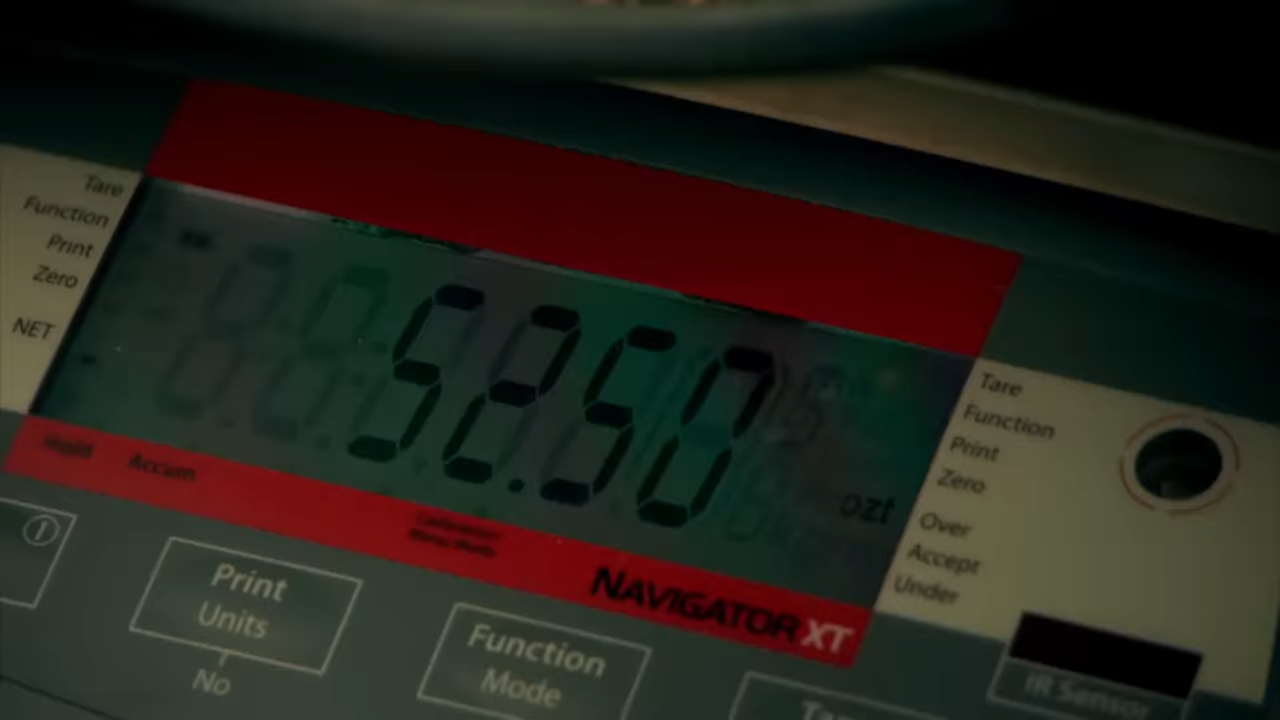 Tare
Function
Print
Zero
NET
52.50
ozt
Tare
Function
Print
Zero
Over
Accept
Under
Accum
NAVIGATOR XT
Print
Units
No
Function
Mode
IR Sensor